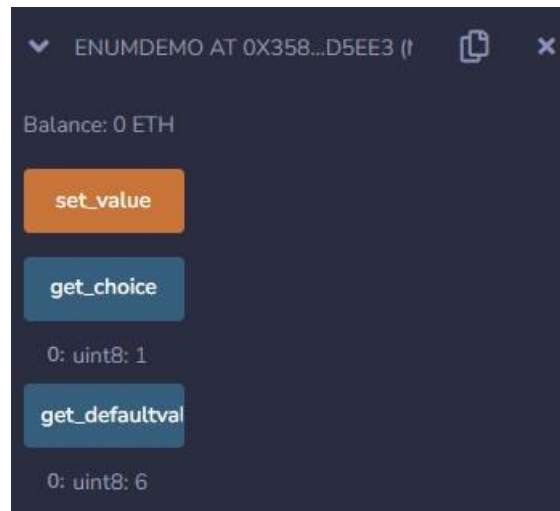 ENUMDEMO AT 0X358...D5EE3 (
Balance: 0 ETH
set_value
get_choice
0: uint8: 1
get_defaultval
0: uint8: 6